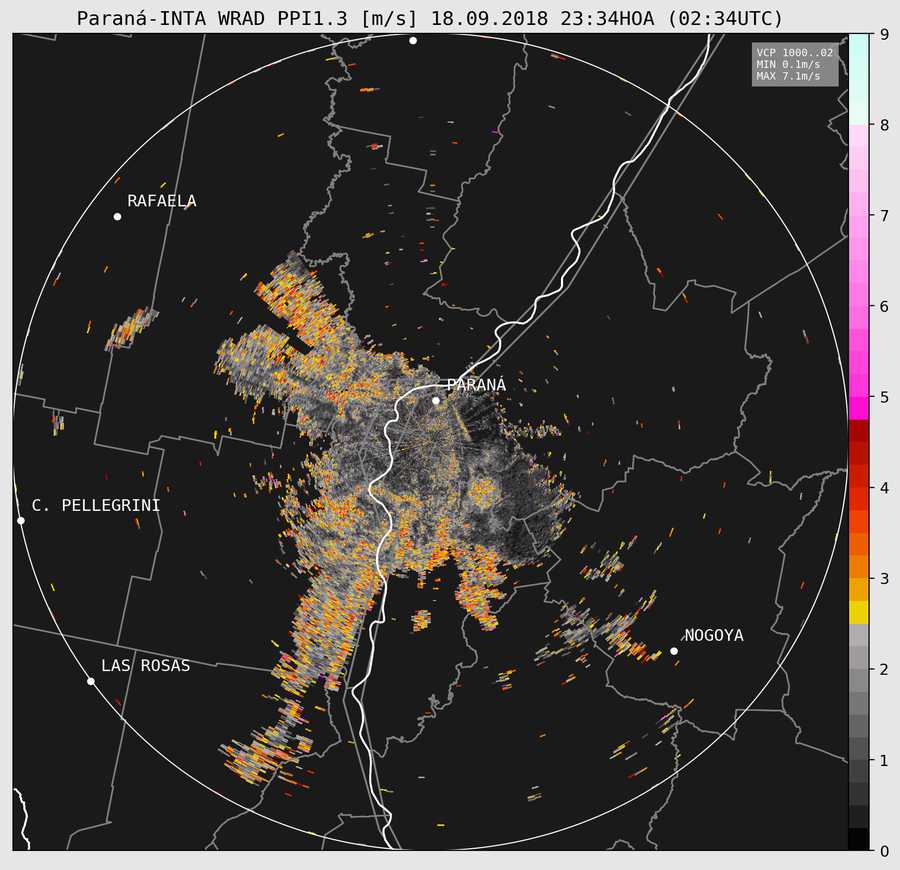 Paraná-INTA WRAD PPI1.3 [m/s] 18.09.2018 23:34HOA (02:34UTC)
VCP 1000..02
MIN 0.1m/s
MAX 7.1m/s
RAFAELA
PARANÁ
C. PELLEGRINI
NOGOYA
LAS ROSAS
9
8
7
6
5
4
3
2
1
0